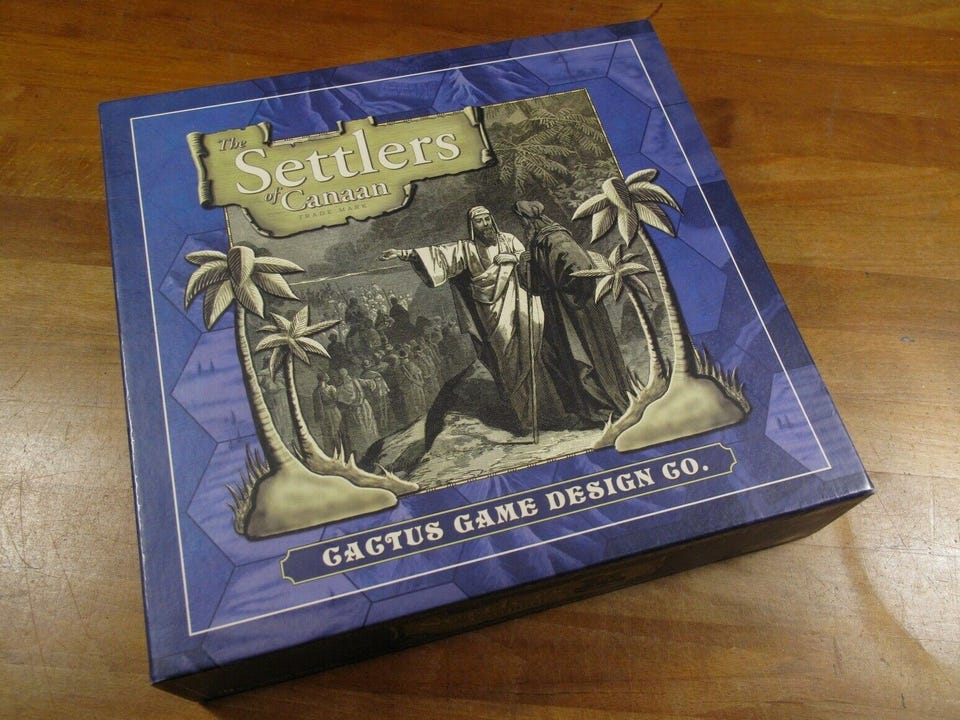 The
Settlers
of Canaan
TRADE MARK
CACTUS GAME DESIGN CO.